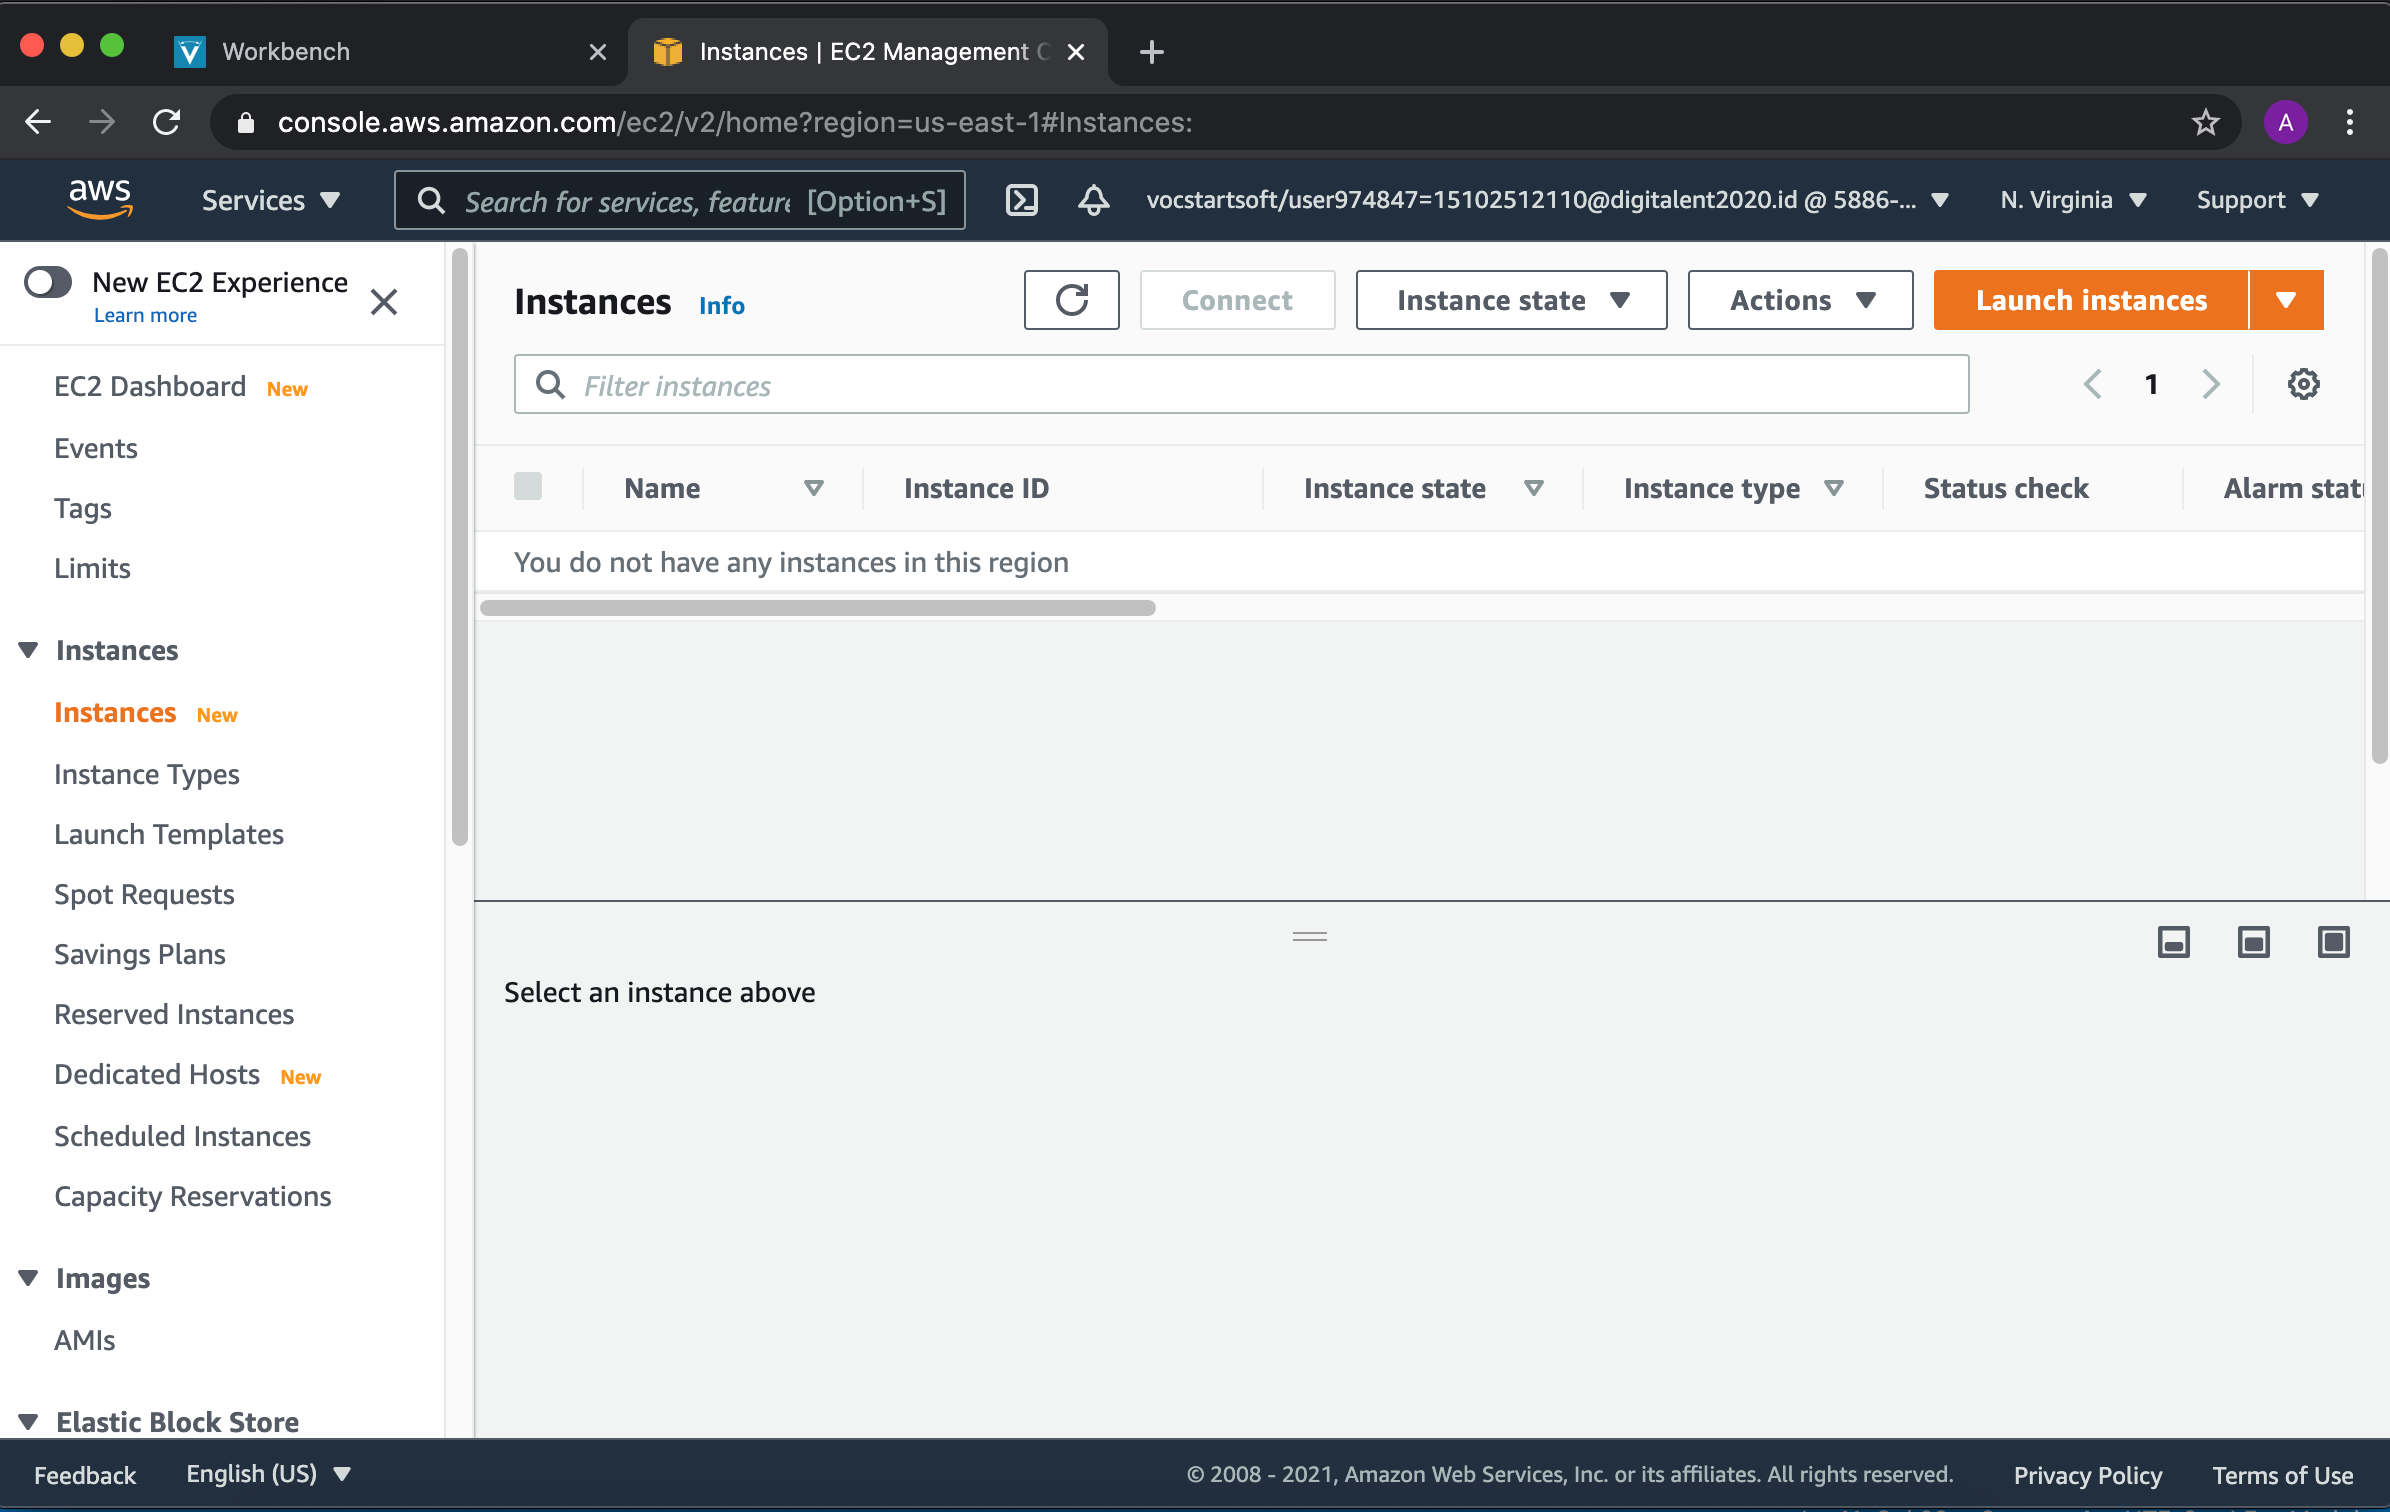 Workbench
Instances | EC2 Management C
console.aws.amazon.com/ec2/v2/home?region=us-east-1#Instances:
A
aws
Services
Search for services, feature
[Option+S]
vocstartsoft/user974847=15102512110@digitalent2020.id @ 5886-...
N. Virginia
Support
New EC2 Experience
Learn more
EC2 Dashboard New
Events
Tags
Limits
Instances
Instances New
Instance Types
Launch Templates
Spot Requests
Savings Plans
Reserved Instances
Dedicated Hosts New
Scheduled Instances
Capacity Reservations
Images
AMIs
Elastic Block Store
Instances Info
Connect
Instance state
Actions
Launch instances
Filter instances
1
Name
Instance ID
Instance state
Instance type
Status check
Alarm stat
You do not have any instances in this region
Select an instance above
Feedback
English (US)
© 2008 - 2021, Amazon Web Services, Inc. or its affiliates. All rights reserved.
Privacy Policy
Terms of Use